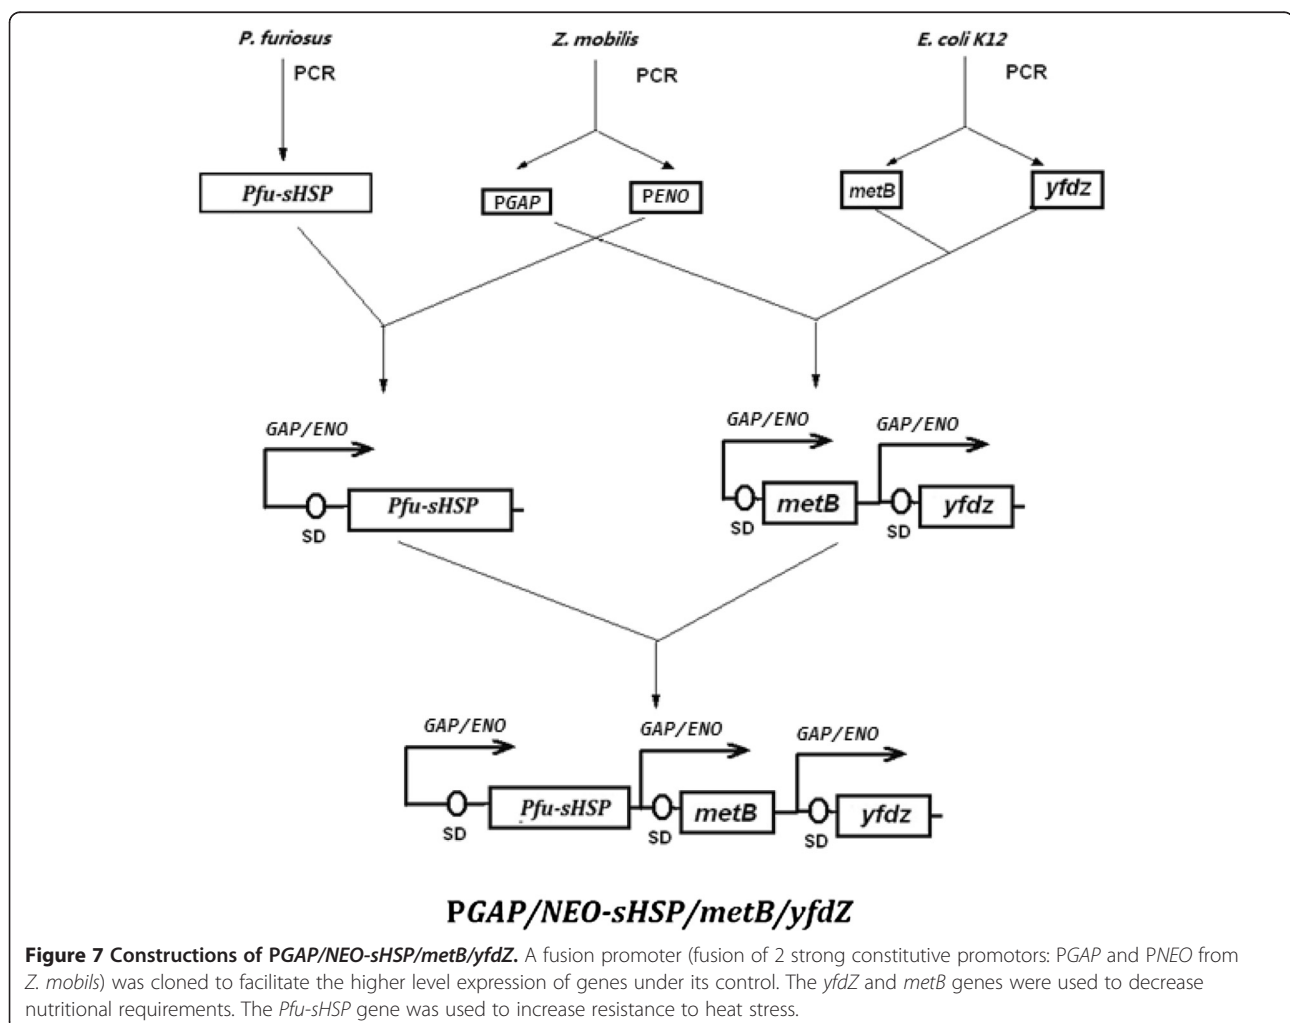 P. furiosus
Z. mobilis
E. coli K12
PCR
PCR
PCR
Pfu-sHSP
PGAP
PENO
metB
yfdz
GAP/ENO
GAP/ENO
GAP/ENO
Pfu-sHSP
metB
yfdz
SD
SD
SD
GAP/ENO
GAP/ENO
GAP/ENO
Pfu-sHSP
metB
yfdz
SD
SD
SD
PGAP/NEO-sHSP/metB/yfdZ
Figure 7 Constructions of PGAP/NEO-sHSP/metB/yfdZ. A fusion promoter (fusion of 2 strong constitutive promotors: PGAP and PNEO from
Z. mobils) was cloned to facilitate the higher level expression of genes under its control. The yfdZ and metB genes were used to decrease
nutritional requirements. The Pfu-sHSP gene was used to increase resistance to heat stress.